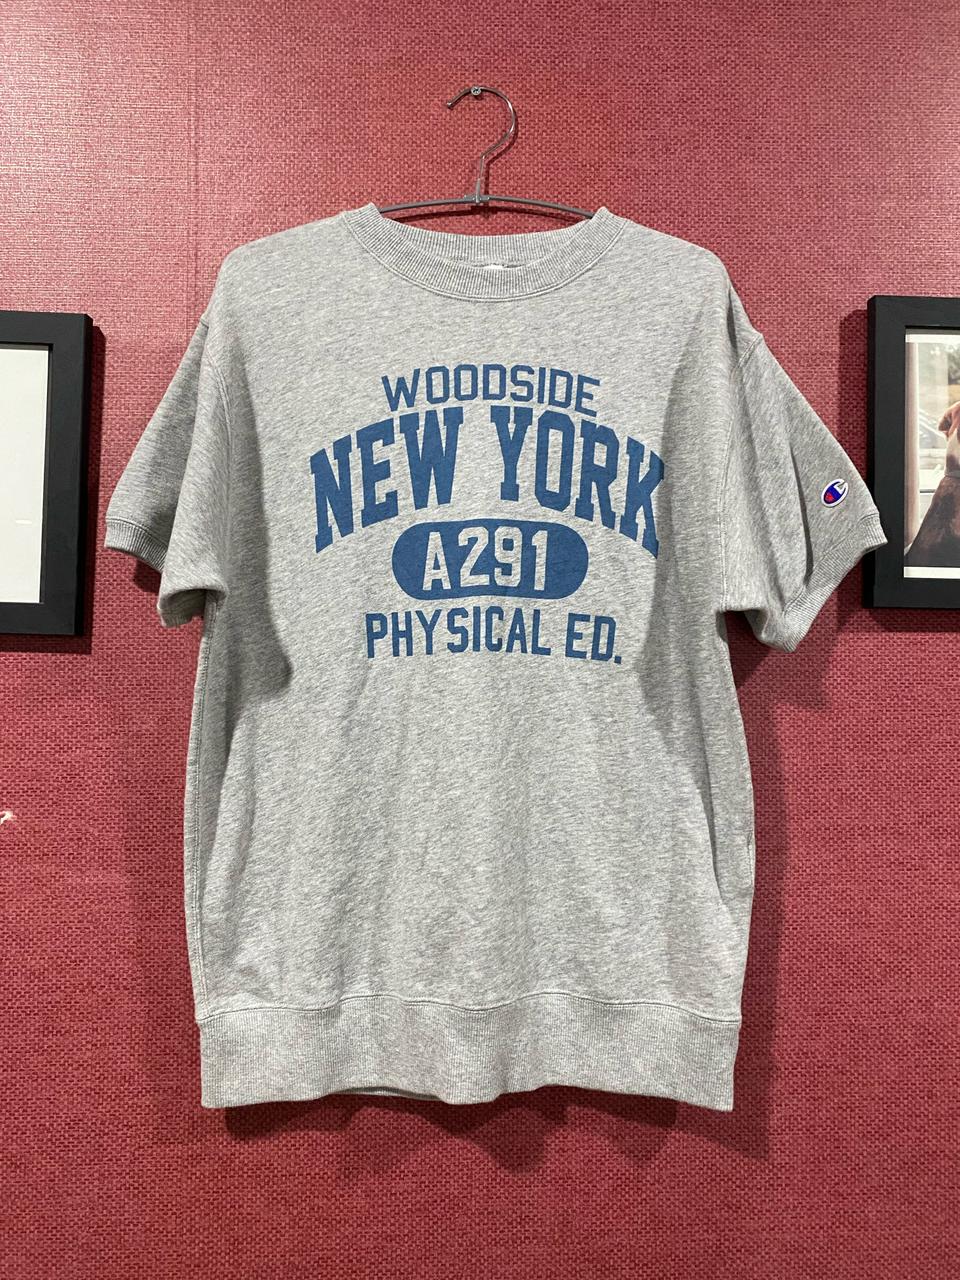 WOODSIDE
NEW YORK
A291
PHYSICAL ED.